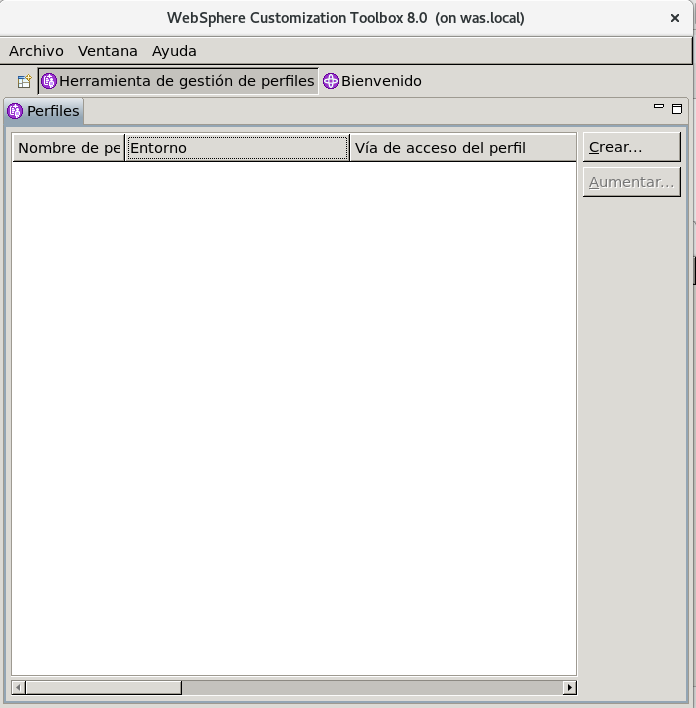 WebSphere Customization Toolbox 8.0 (on was.local)
Archivo Ventana Ayuda
Herramienta de gestión de perfiles Bienvenido
Perfiles
Nombre de pe Entorno Vía de acceso del perfil
Crear...
Aumentar...